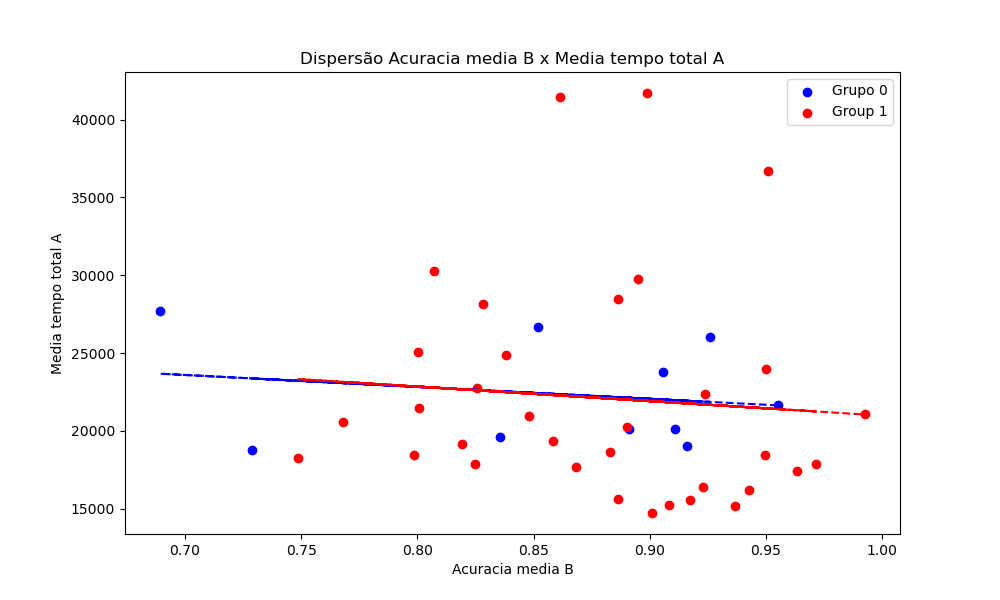 Dispersão Acuracia media B x Media tempo total A
Grupo 0
Group 1
40000
35000
30000
25000
20000
15000
Media tempo total A
0.70 0.75 0.80 0.85 0.90 0.95 1.00
Acuracia media B